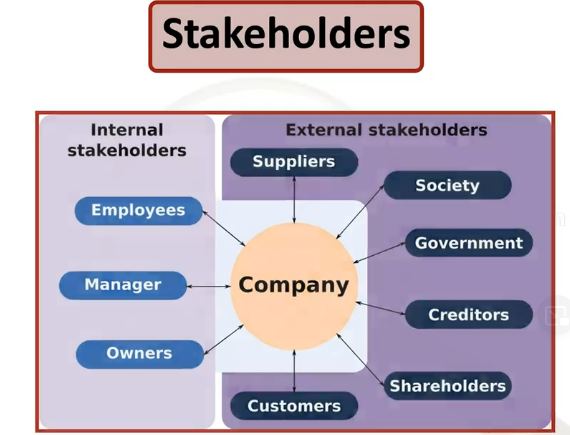 Stakeholders
Internal
stakeholders
External stakeholders
Suppliers
Society
Employees
Government
Manager
Company
Creditors
Owners
Shareholders
Customers